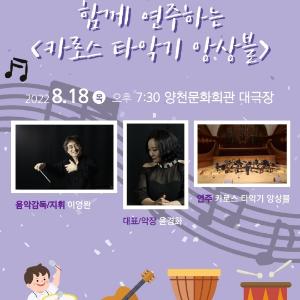 함께 연주하는
<카로스 타악기 앙상블>
2022 8.18 목 오후 7:30 양천문화회관 대극장
음악감독/지휘 이영완
대표/악장 윤경화
연주 카로스 타악기 앙상블